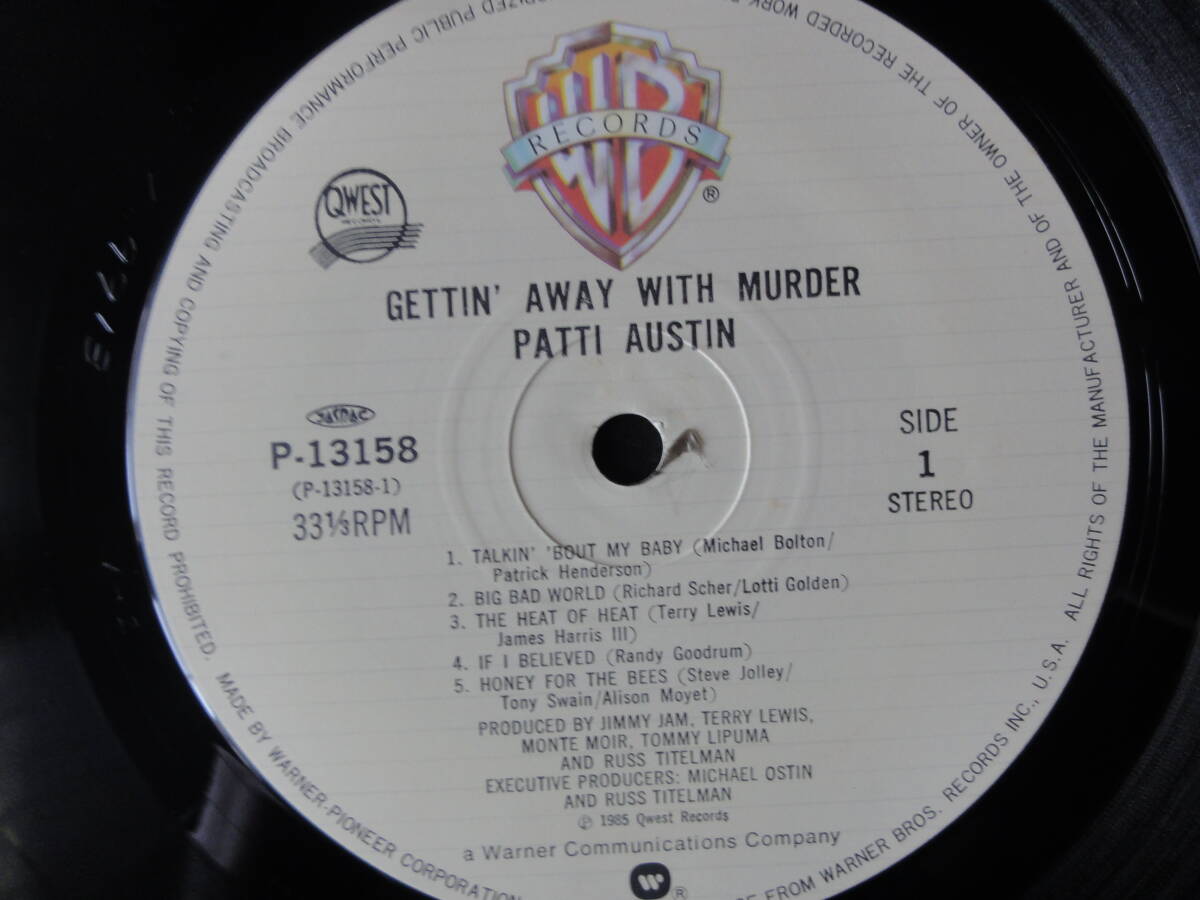 WB
RECORDS
®
QWEST
RECORDS
GETTIN' AWAY WITH MURDER
PATTI AUSTIN
JASRAC
P-13158
(P-13158-1)
33⅓RPM
SIDE
1
STEREO
1. TALKIN' 'BOUT MY BABY (Michael Bolton/
Patrick Henderson)
2. BIG BAD WORLD (Richard Scher/Lotti Golden)
3. THE HEAT OF HEAT (Terry Lewis/
James Harris III)
4. IF I BELIEVED (Randy Goodrum)
5. HONEY FOR THE BEES (Steve Jolley/
Tony Swain/Alison Moyet)
PRODUCED BY JIMMY JAM, TERRY LEWIS,
MONTE MOIR, TOMMY LIPUMA
AND RUSS TITELMAN
EXECUTIVE PRODUCERS: MICHAEL OSTIN
AND RUSS TITELMAN
℗ 1985 Qwest Records
a Warner Communications Company
W ®
ALL RIGHTS OF THE MANUFACTURER AND OF THE OWNER OF THE RECORDED WORK
PUBLIC PERFORMANCE BROADCASTING AND COPYING OF THIS RECORD PROHIBITED. MADE BY WARNER-PIONEER CORPORATION
FROM WARNER BROS. RECORDS INC., U.S.A.